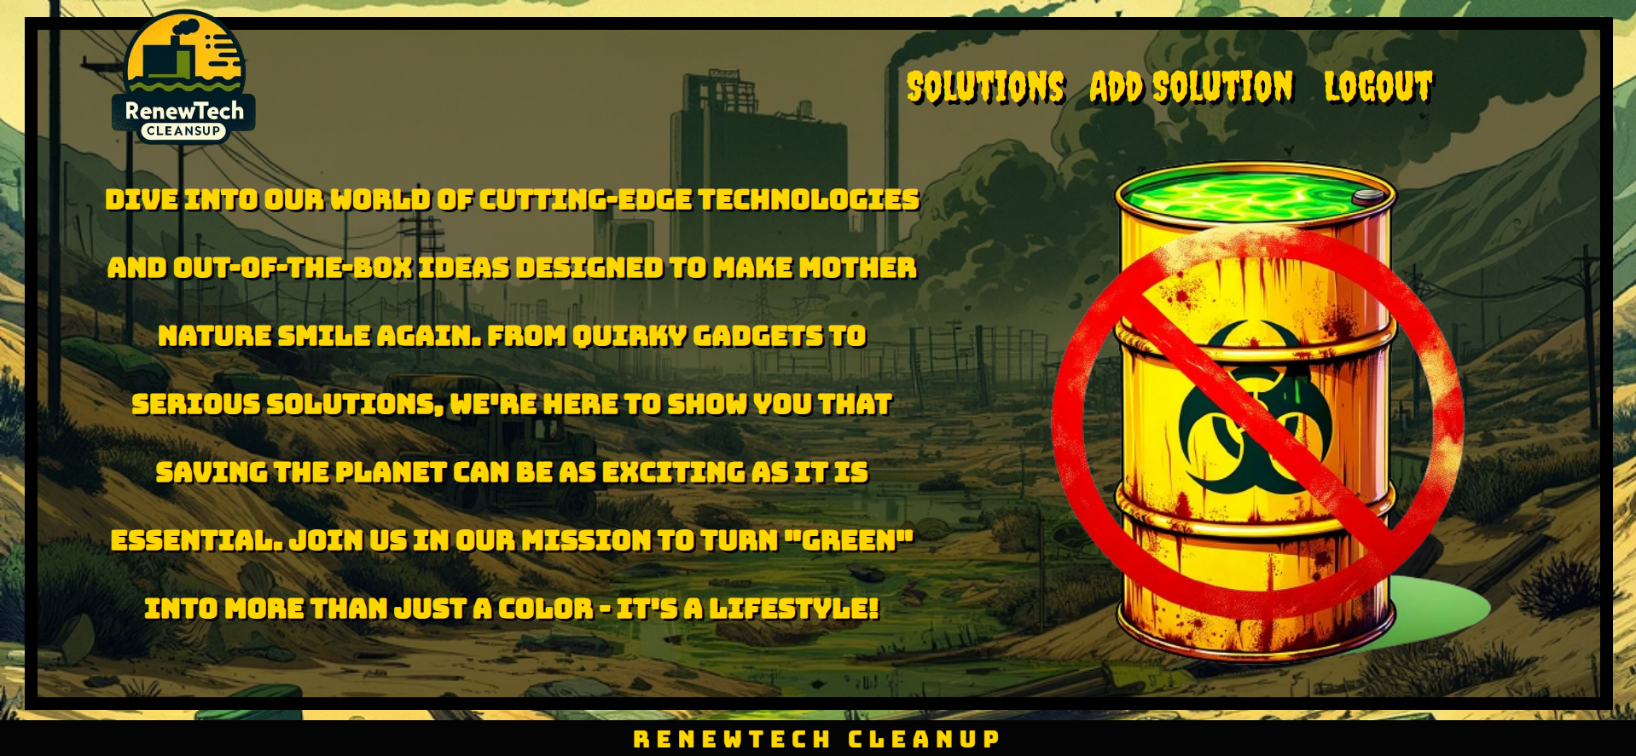 RenewTech
CLEANSUP
SOLUTIONS ADD SOLUTION LOGOUT
DIVE INTO OUR WORLD OF CUTTING-EDGE TECHNOLOGIES
AND OUT-OF-THE-BOX IDEAS DESIGNED TO MAKE MOTHER
NATURE SMILE AGAIN. FROM QUIRKY GADGETS TO
SERIOUS SOLUTIONS, WE'RE HERE TO SHOW YOU THAT
SAVING THE PLANET CAN BE AS EXCITING AS IT IS
ESSENTIAL. JOIN US IN OUR MISSION TO TURN "GREEN"
INTO MORE THAN JUST A COLOR - IT'S A LIFESTYLE!
RENEWTECH CLEANUP